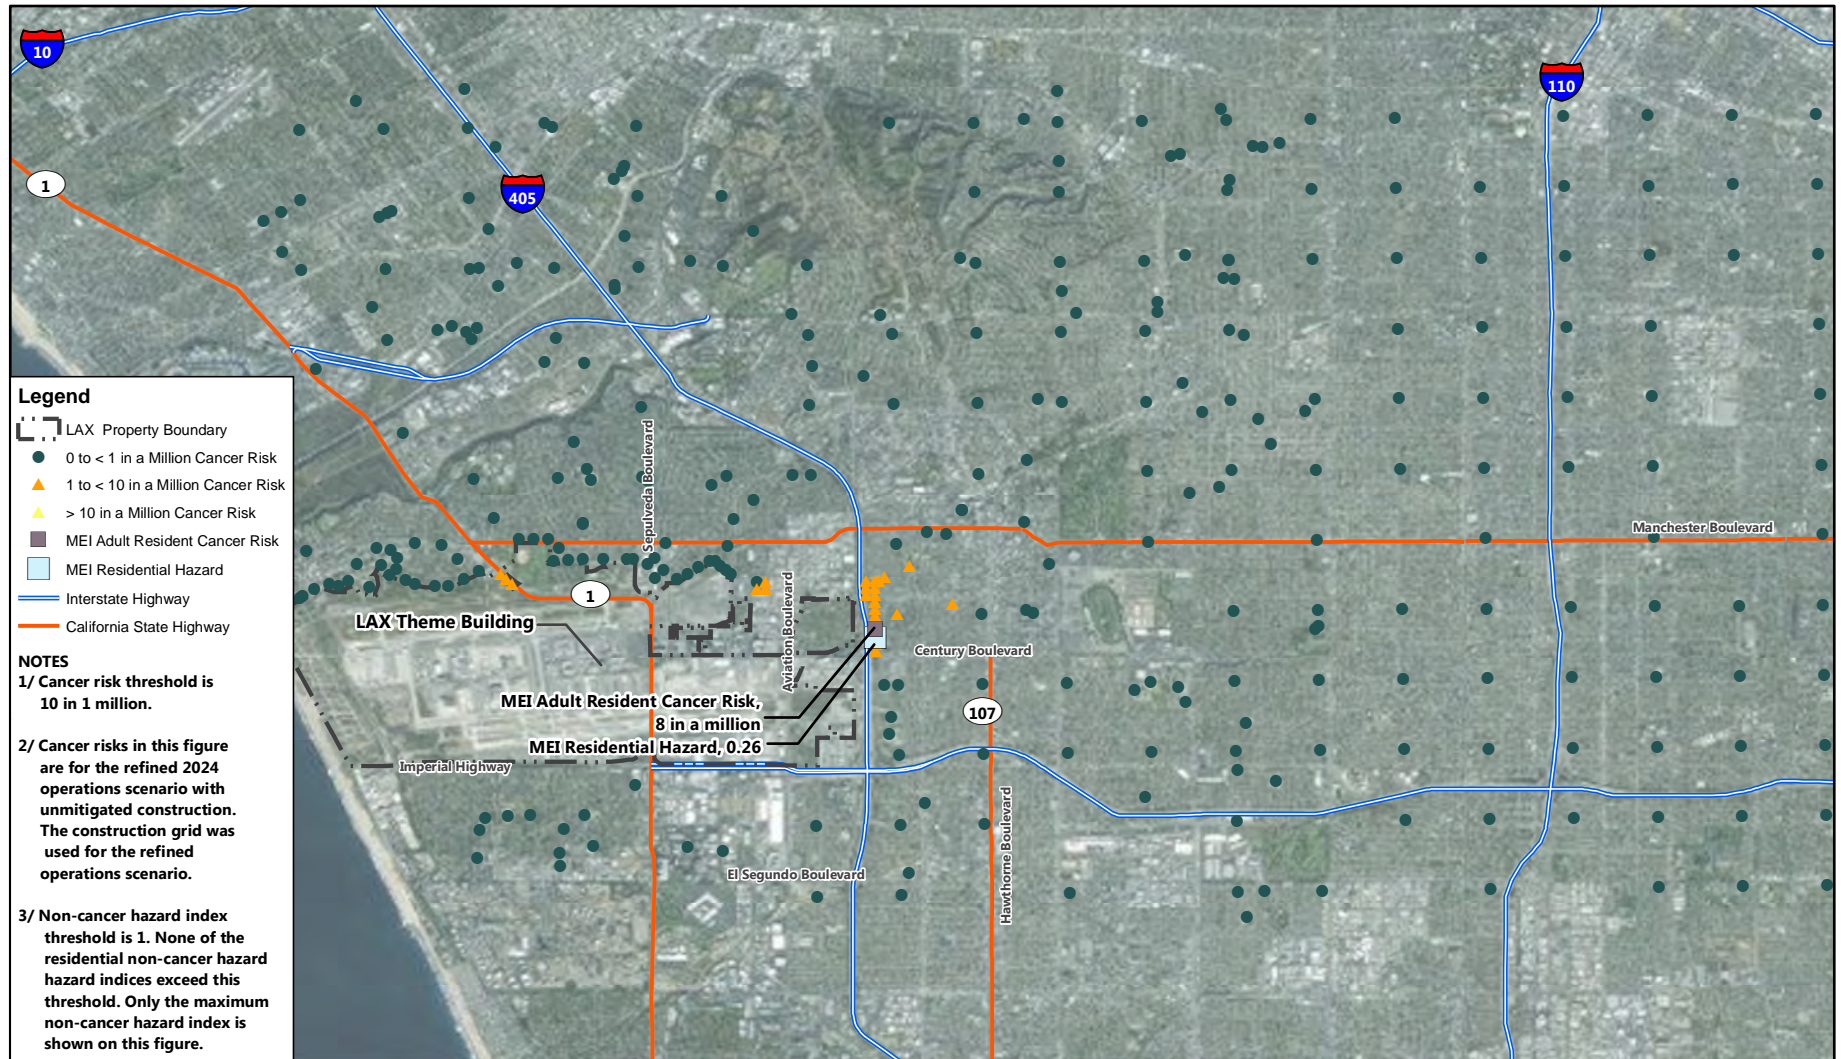 10
110
1
405
Legend
LAX Property Boundary
0 to < 1 in a Million Cancer Risk
1 to < 10 in a Million Cancer Risk
> 10 in a Million Cancer Risk
MEI Adult Resident Cancer Risk
MEI Residential Hazard
Interstate Highway
California State Highway
NOTES
1/ Cancer risk threshold is
10 in 1 million.
2/ Cancer risks in this figure
are for the refined 2024
operations scenario with
unmitigated construction.
The construction grid was
used for the refined
operations scenario.
3/ Non-cancer hazard index
threshold is 1. None of the
residential non-cancer hazard
hazard indices exceed this
threshold. Only the maximum
non-cancer hazard index is
shown on this figure.
Sepulveda Boulevard
Manchester Boulevard
1
LAX Theme Building
Aviation Boulevard
Century Boulevard
MEI Adult Resident Cancer Risk,
8 in a million
107
MEI Residential Hazard, 0.26
Imperial Highway
Hawthorne Boulevard
El Segundo Boulevard